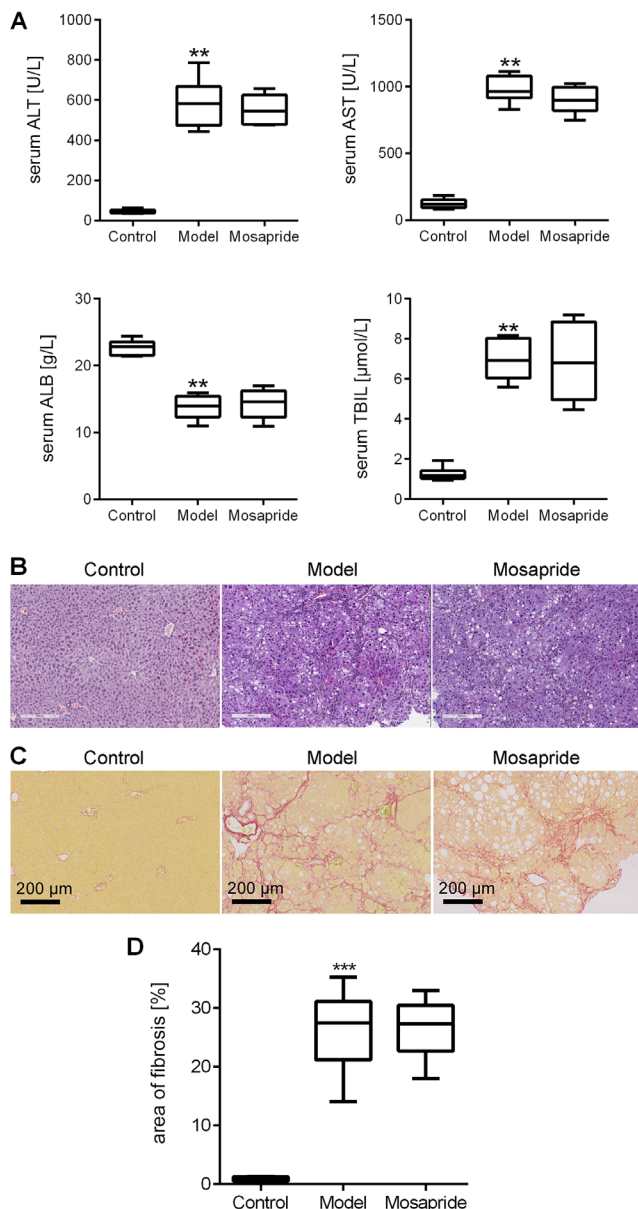 A
serum ALT [U/L]
1000
800
600
400
200
0
**
Control Model Mosapride
serum AST [U/L]
1500
1000
500
0
**
Control Model Mosapride
serum ALB [g/L]
30
20
10
0
**
Control Model Mosapride
serum TBIL [µmol/L]
10
8
6
4
2
0
**
Control Model Mosapride
B
Control Model Mosapride
C
Control Model Mosapride
200 µm 200 µm 200 µm
D
area of fibrosis [%]
40
30
20
10
0
***
Control Model Mosapride